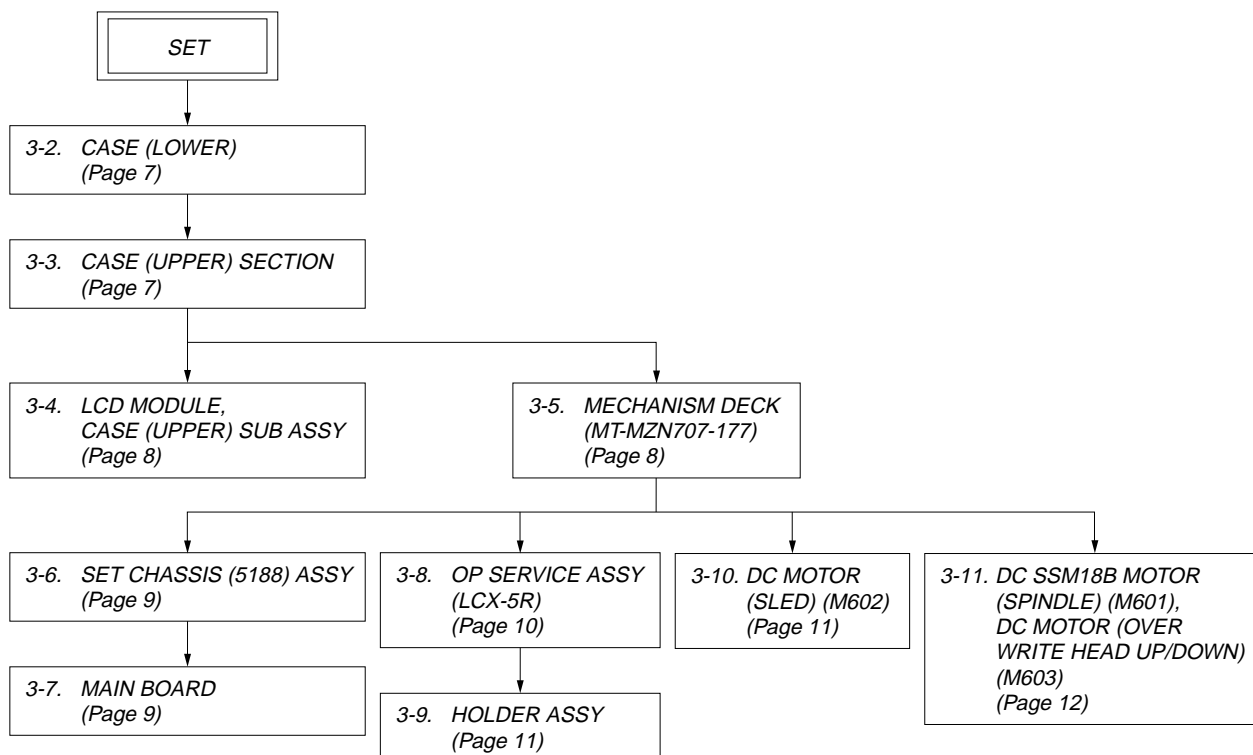 SET
3-2. CASE (LOWER)
(Page 7)
3-3. CASE (UPPER) SECTION
(Page 7)
3-4. LCD MODULE,
CASE (UPPER) SUB ASSY
(Page 8)
3-5. MECHANISM DECK
(MT-MZN707-177)
(Page 8)
3-6. SET CHASSIS (5188) ASSY
(Page 9)
3-8. OP SERVICE ASSY
(LCX-5R)
(Page 10)
3-10. DC MOTOR
(SLED) (M602)
(Page 11)
3-11. DC SSM18B MOTOR
(SPINDLE) (M601),
DC MOTOR (OVER
WRITE HEAD UP/DOWN)
(M603)
(Page 12)
3-7. MAIN BOARD
(Page 9)
3-9. HOLDER ASSY
(Page 11)